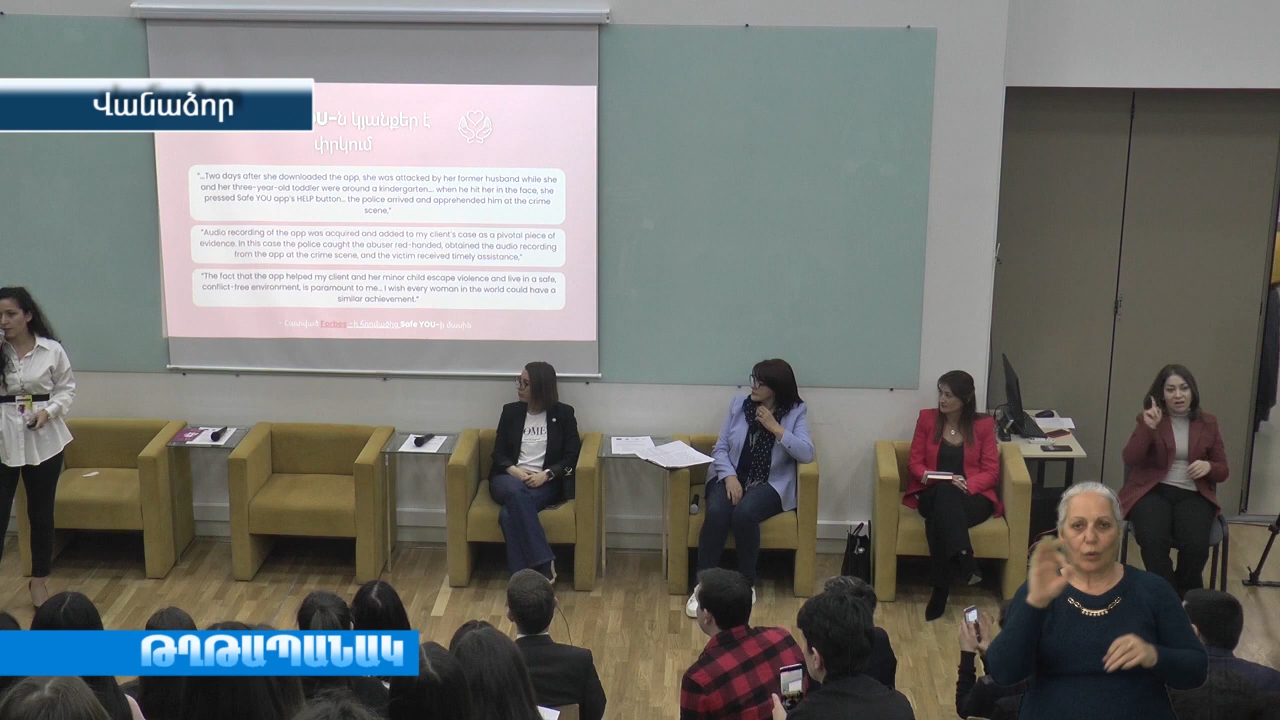 Վանաձոր
OU-ն կյանքեր է
փրկում
"...Two days after she downloaded the app, she was attacked by her former husband while she
and her three-year-old toddler were around a kindergarten.... when he hit her in the face, she
pressed Safe YOU app's HELP button... the police arrived and apprehended him at the crime
scene,"
"Audio recording of the app was acquired and added to my client's case as a pivotal piece of
evidence. In this case the police caught the abuser red-handed, obtained the audio recording
from the app at the crime scene, and the victim received timely assistance,"
"The fact that the app helped my client and her minor child escape violence and live in a safe,
conflict-free environment, is paramount to me... I wish every woman in the world could have a
similar achievement."
- Հատված Forbes-ի հոդվածից Safe YOU-ի մասին
ԹՂԹԱՊԱՆԱԿ